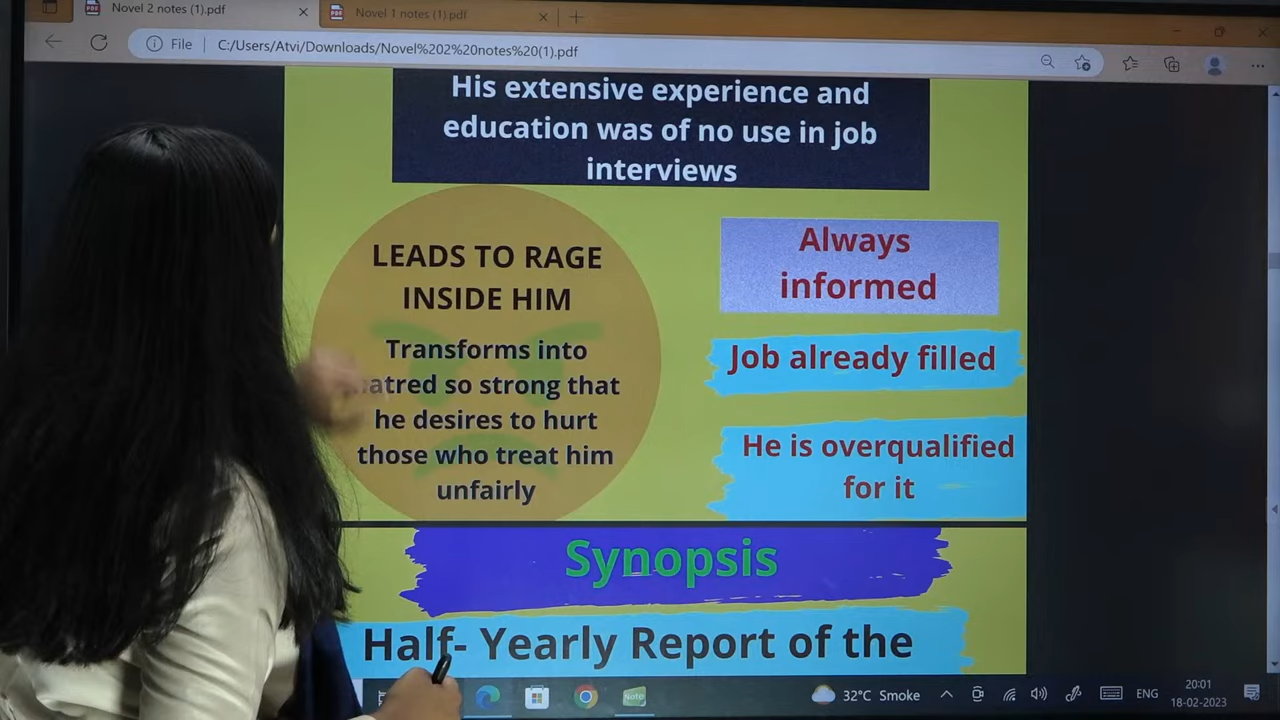 Novel 2 notes (1).pdf
Novel 1 notes (1).pdf
File
C:/Users/Atvi/Downloads/Novel%202%20notes%20(1).pdf
His extensive experience and
education was of no use in job
interviews
LEADS TO RAGE
INSIDE HIM
Transforms into
hatred so strong that
he desires to hurt
those who treat him
unfairly
Always
informed
Job already filled
He is overqualified
for it
Synopsis
Half- Yearly Report of the
Note
32°C Smoke
ENG
20:01
18-02-2023